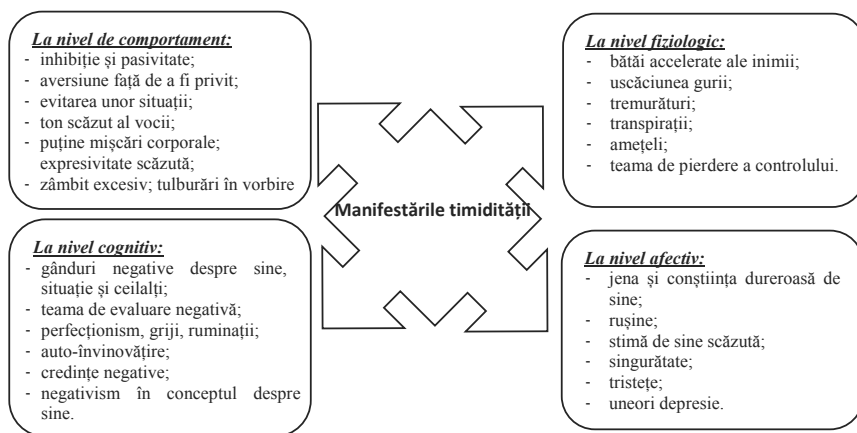 La nivel de comportament:
- inhibiție și pasivitate;
- aversiune față de a fi privit;
- evitarea unor situații;
- ton scăzut al vocii;
- puține mișcări corporale;
expresivitate scăzută;
- zâmbit excesiv; tulburări în vorbire
La nivel fiziologic:
- bătăi accelerate ale inimii;
- uscăciunea gurii;
- tremurături;
- transpirații;
- amețeli;
- teama de pierdere a controlului.
Manifestările timidității
La nivel cognitiv:
- gânduri negative despre sine,
situație și ceilalți;
- teama de evaluare negativă;
- perfecționism, griji, ruminații;
- auto-învinovățire;
- credințe negative;
- negativism în conceptul despre
sine.
La nivel afectiv:
- jena și conștiința dureroasă de
sine;
- rușine;
- stimă de sine scăzută;
- singurătate;
- tristețe;
- uneori depresie.